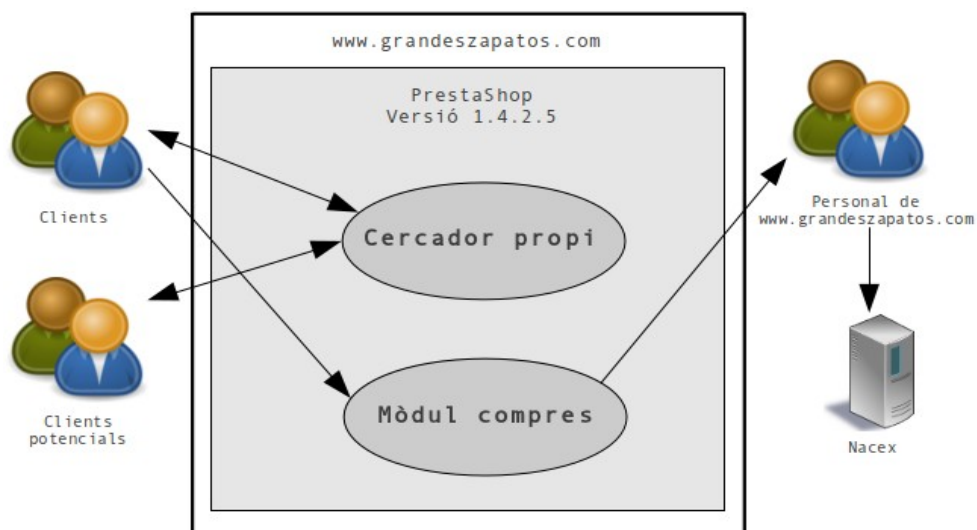 www.grandeszapatos.com
PrestaShop
Versió 1.4.2.5
Clients
Cercador propi
Personal de
www.grandeszapatos.com
Clients
potencials
Mòdul compres
Nacex